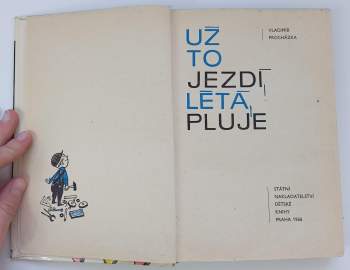 UŽ
TO
JEZDÍ,
LÉTÁ,
PLUJE
VLADIMÍR
PROCHÁZKA
STÁTNÍ
NAKLADATELSTVÍ
DĚTSKÉ
KNIHY
PRAHA 1966